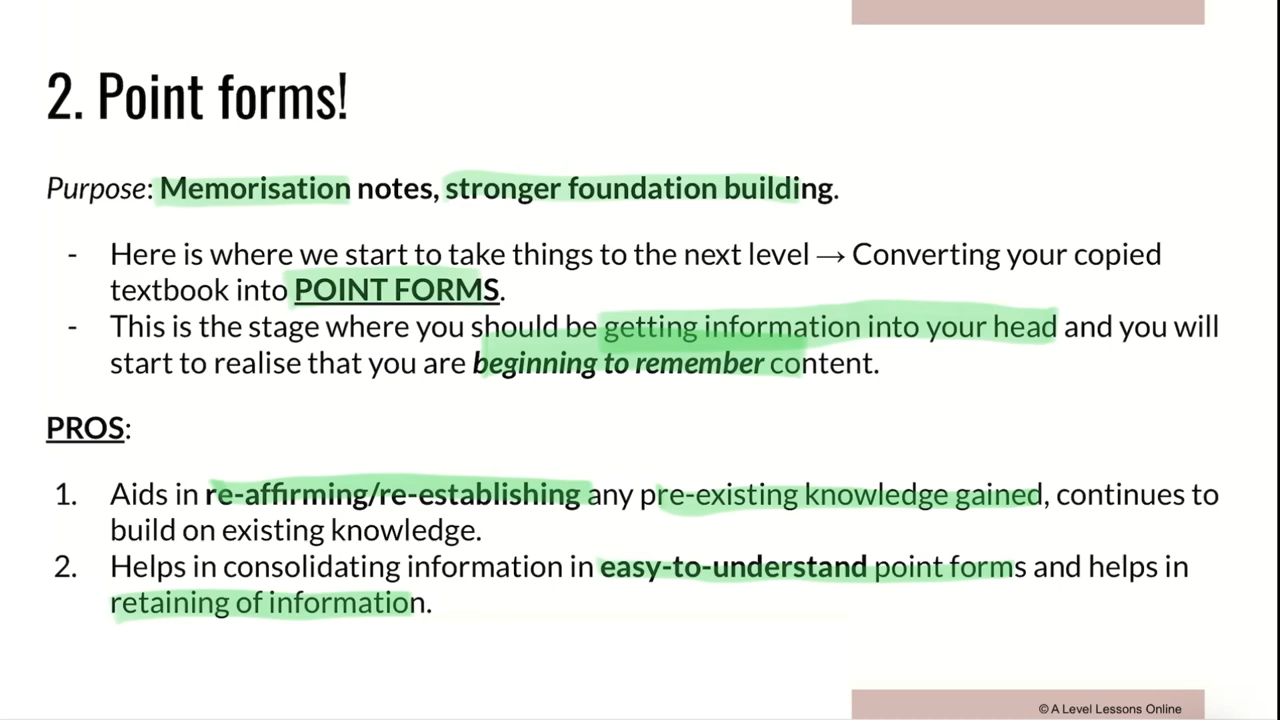 2. Point forms!
Purpose: Memorisation notes, stronger foundation building.
- Here is where we start to take things to the next level → Converting your copied
textbook into POINT FORMS.
- This is the stage where you should be getting information into your head and you will
start to realise that you are beginning to remember content.
PROS:
1. Aids in re-affirming/re-establishing any pre-existing knowledge gained, continues to
build on existing knowledge.
2. Helps in consolidating information in easy-to-understand point forms and helps in
retaining of information.
© A Level Lessons Online